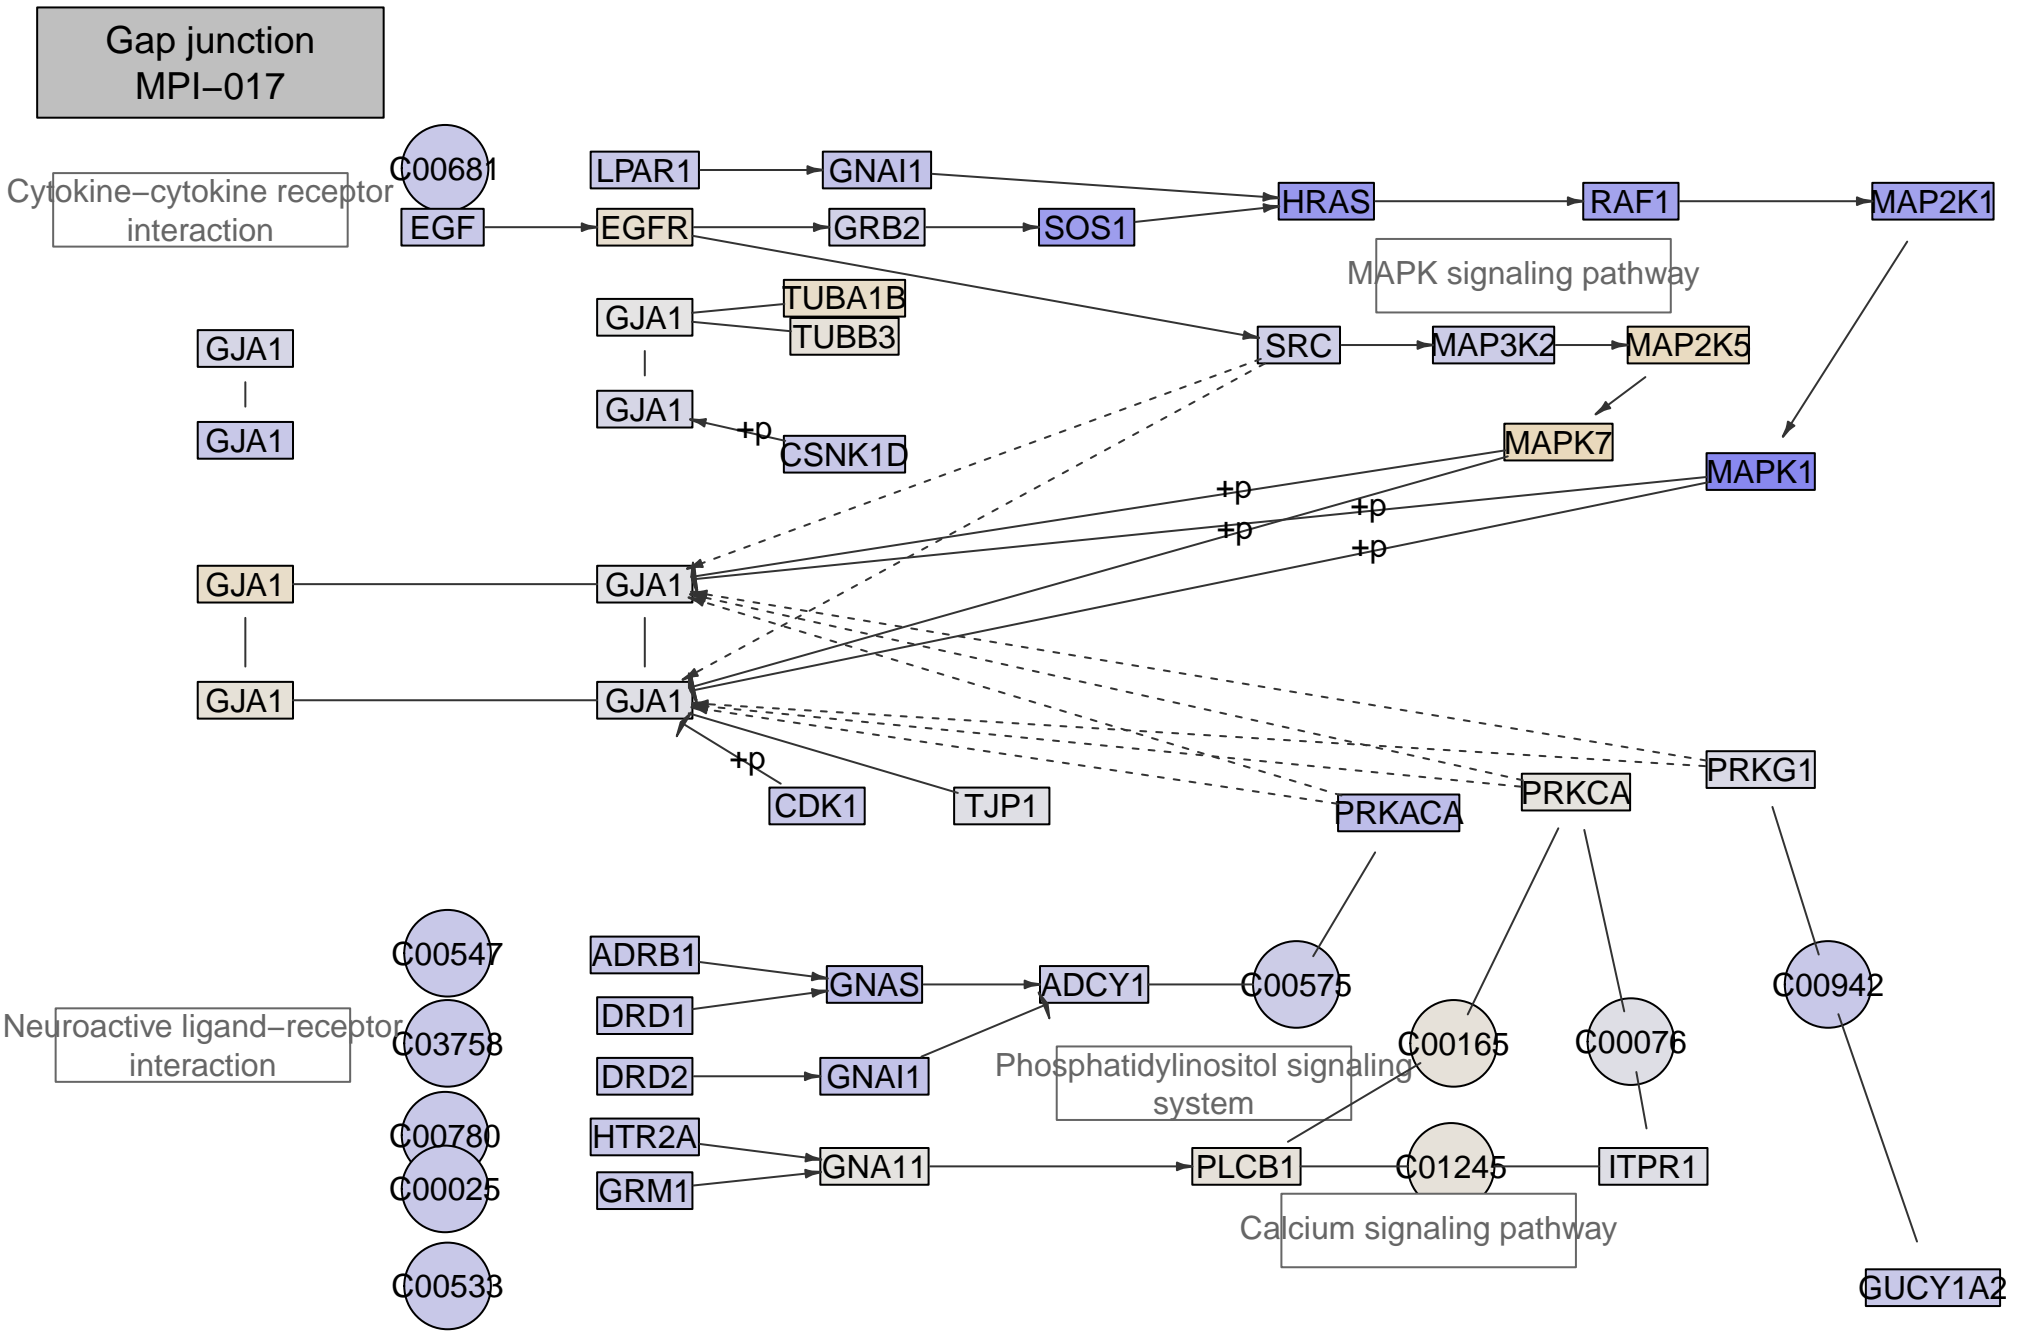 Gap junction
MPI−017
C00681
LPAR1
GNAI1
Cytokine−cytokine receptor
interaction
HRAS
RAF1
MAP2K1
EGF
EGFR
GRB2
SOS1
MAPK signaling pathway
TUBA1B
GJA1
TUBB3
GJA1
SRC
MAP3K2
MAP2K5
GJA1
+p
GJA1
CSNK1D
MAPK7
MAPK1
+p
+p
+p
+p
GJA1
GJA1
GJA1
GJA1
+p
CDK1
TJP1
PRKACA
PRKCA
PRKG1
C00547
ADRB1
GNAS
ADCY1
C00575
C00942
DRD1
Neuroactive ligand−receptor
interaction
C03758
C00165
C00076
DRD2
GNAI1
Phosphatidylinositol signaling
system
C00780
HTR2A
GNA11
PLCB1
C01245
ITPR1
C00025
GRM1
Calcium signaling pathway
C00533
GUCY1A2